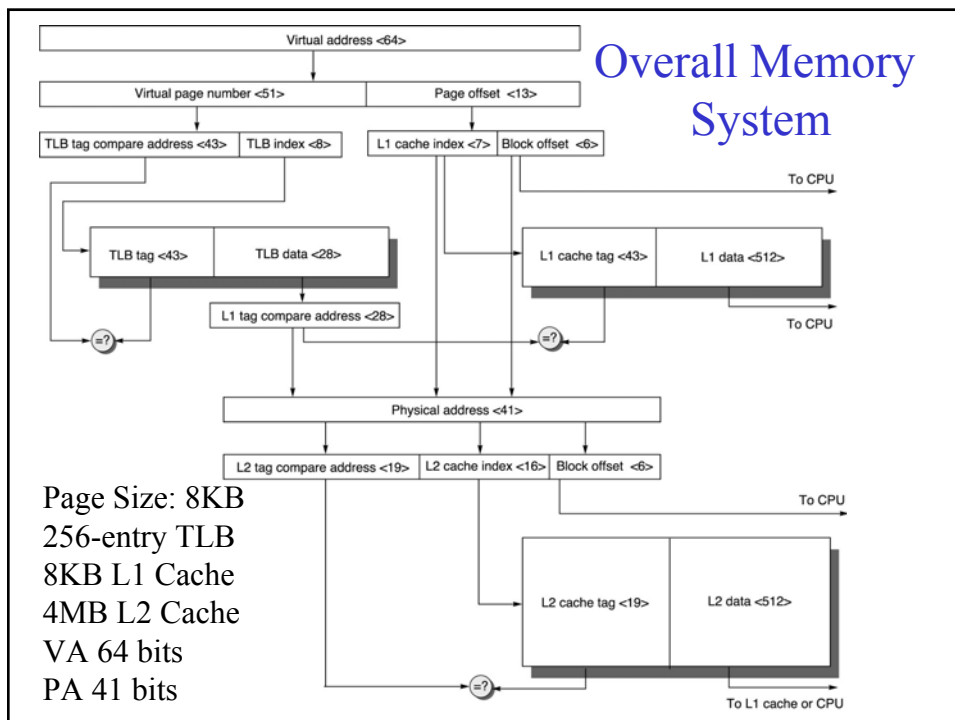 Overall Memory
System
Virtual address <64>
Virtual page number <51>
Page offset <13>
TLB tag compare address <43>
TLB index <8>
L1 cache index <7>
Block offset <6>
To CPU
TLB tag <43>
TLB data <28>
L1 cache tag <43>
L1 data <512>
L1 tag compare address <28>
To CPU
=?
=?
Physical address <41>
L2 tag compare address <19>
L2 cache index <16>
Block offset <6>
To CPU
Page Size: 8KB
256-entry TLB
8KB L1 Cache
4MB L2 Cache
VA 64 bits
PA 41 bits
L2 cache tag <19>
L2 data <512>
=?
To L1 cache or CPU